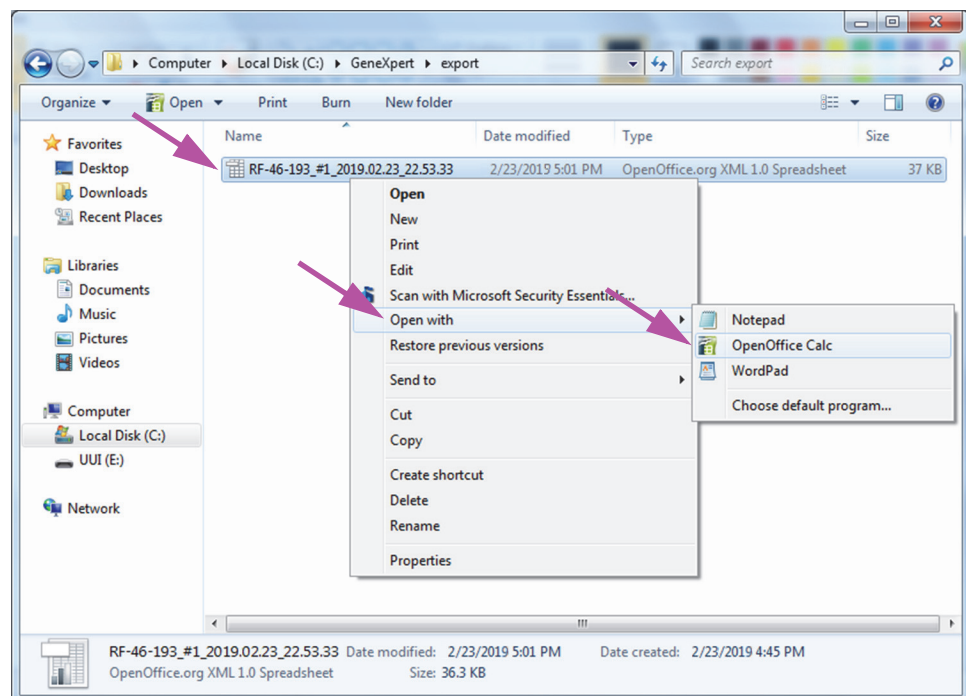 Computer Local Disk (C:) GeneXpert export Search export
Organize Open Print Burn New folder
Favorites
Desktop
Downloads
Recent Places
Libraries
Documents
Music
Pictures
Videos
Computer
Local Disk (C:)
UUI (E:)
Network
Name Date modified Type Size
RF-46-193_#1_2019.02.23_22.53.33 2/23/2019 5:01 PM OpenOffice.org XML 1.0 Spreadsheet 37 KB
Open
New
Print
Edit
Scan with Microsoft Security Essentials...
Open with
Restore previous versions
Send to
Cut
Copy
Create shortcut
Delete
Rename
Properties
Notepad
OpenOffice Calc
WordPad
Choose default program...
RF-46-193_#1_2019.02.23_22.53.33 Date modified: 2/23/2019 5:01 PM Date created: 2/23/2019 4:45 PM
OpenOffice.org XML 1.0 Spreadsheet Size: 36.3 KB